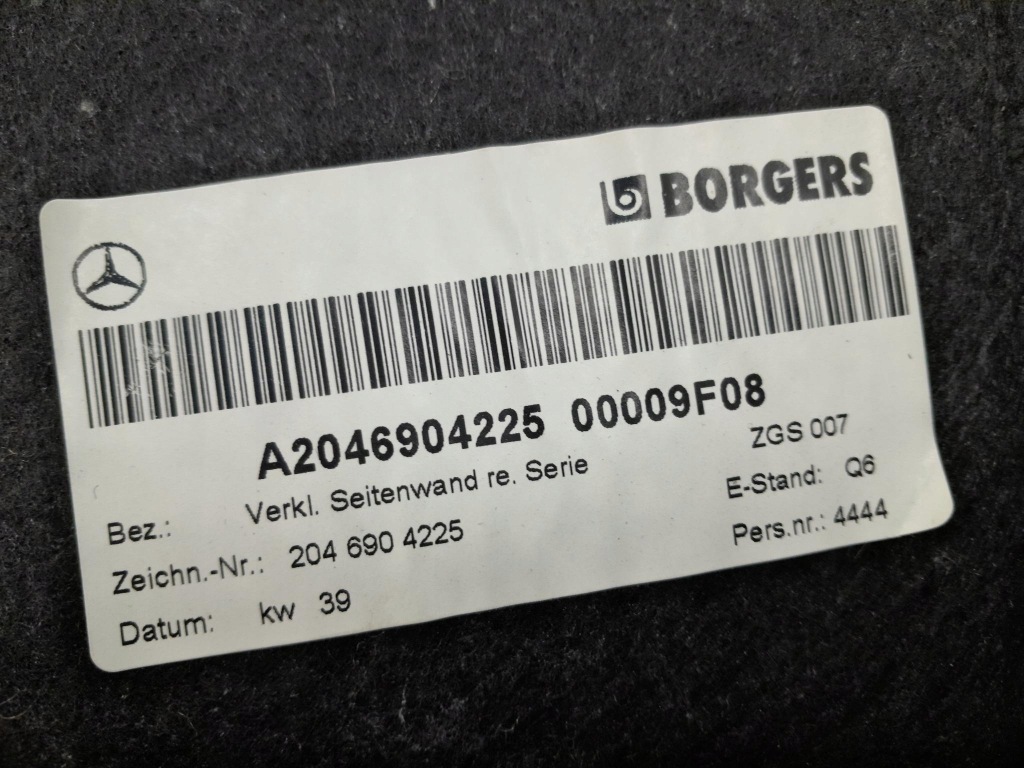 BORGERS
A2046904225 00009F08
ZGS 007
Bez.: Verkl. Seitenwand re. Serie
E-Stand: Q6
Zeichn.-Nr.: 204 690 4225
Pers.nr.: 4444
Datum: kw 39